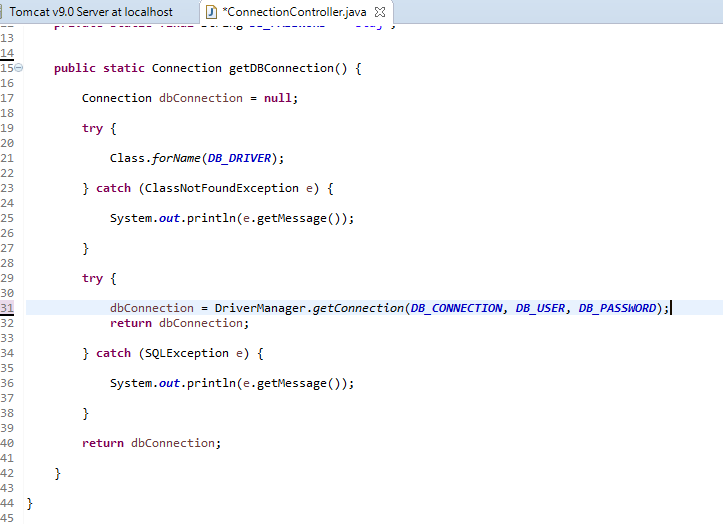 Tomcat v9.0 Server at localhost *ConnectionController.java
13
14
15 public static Connection getDBConnection() {
16
17 Connection dbConnection = null;
18
19 try {
20
21 Class.forName(DB_DRIVER);
22
23 } catch (ClassNotFoundException e) {
24
25 System.out.println(e.getMessage());
26
27 }
28
29 try {
30
31 dbConnection = DriverManager.getConnection(DB_CONNECTION, DB_USER, DB_PASSWORD);
32 return dbConnection;
33
34 } catch (SQLException e) {
35
36 System.out.println(e.getMessage());
37
38 }
39
40 return dbConnection;
41
42 }
43
44 }
45